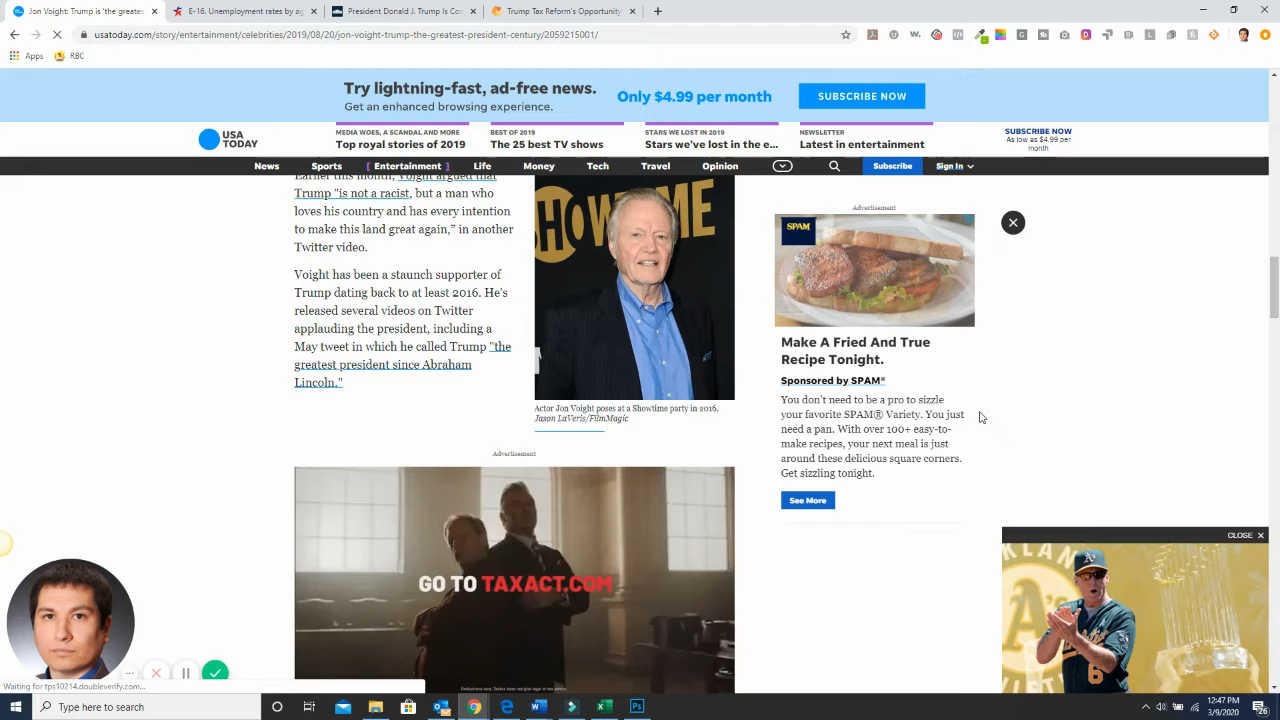 Jon Voight: Trump is 'the greates
E-16. Unemployment rates by ag
President Donald J. Trump Is Con
Trump Tax Reform's Opportunity
usatoday.com/story/entertainment/celebrities/2019/08/20/jon-voight-trump-the-greatest-president-century/2059215001/
Apps
RBC
Try lightning-fast, ad-free news.
Get an enhanced browsing experience.
Only $4.99 per month
SUBSCRIBE NOW
USA
TODAY
MEDIA WOES, A SCANDAL AND MORE
Top royal stories of 2019
BEST OF 2019
The 25 best TV shows
STARS WE LOST IN 2019
Stars we've lost in the e...
NEWSLETTER
Latest in entertainment
SUBSCRIBE NOW
As low as $4.99 per
month
News
Sports
[ Entertainment ]
Life
Money
Tech
Travel
Opinion
Subscribe
Sign In
Earlier this month, Voight argued that
Trump "is not a racist, but a man who
loves his country and has every intention
to make this land great again," in another
Twitter video.
Voight has been a staunch supporter of
Trump dating back to at least 2016. He's
released several videos on Twitter
applauding the president, including a
May tweet in which he called Trump "the
greatest president since Abraham
Lincoln."
SHOWTIME
Actor Jon Voight poses at a Showtime party in 2016.
Jason LaVeris/FilmMagic
Advertisement
GO TO TAXACT.COM
Advertisement
SPAM
Make A Fried And True
Recipe Tonight.
Sponsored by SPAM®
You don't need to be a pro to sizzle
your favorite SPAM® Variety. You just
need a pan. With over 100+ easy-to-
make recipes, your next meal is just
around these delicious square corners.
Get sizzling tonight.
See More
CLOSE X
A's
6
Waiting for tps10214.doubleverify.com...
Type here to search
12:47 PM
3/9/2020
26